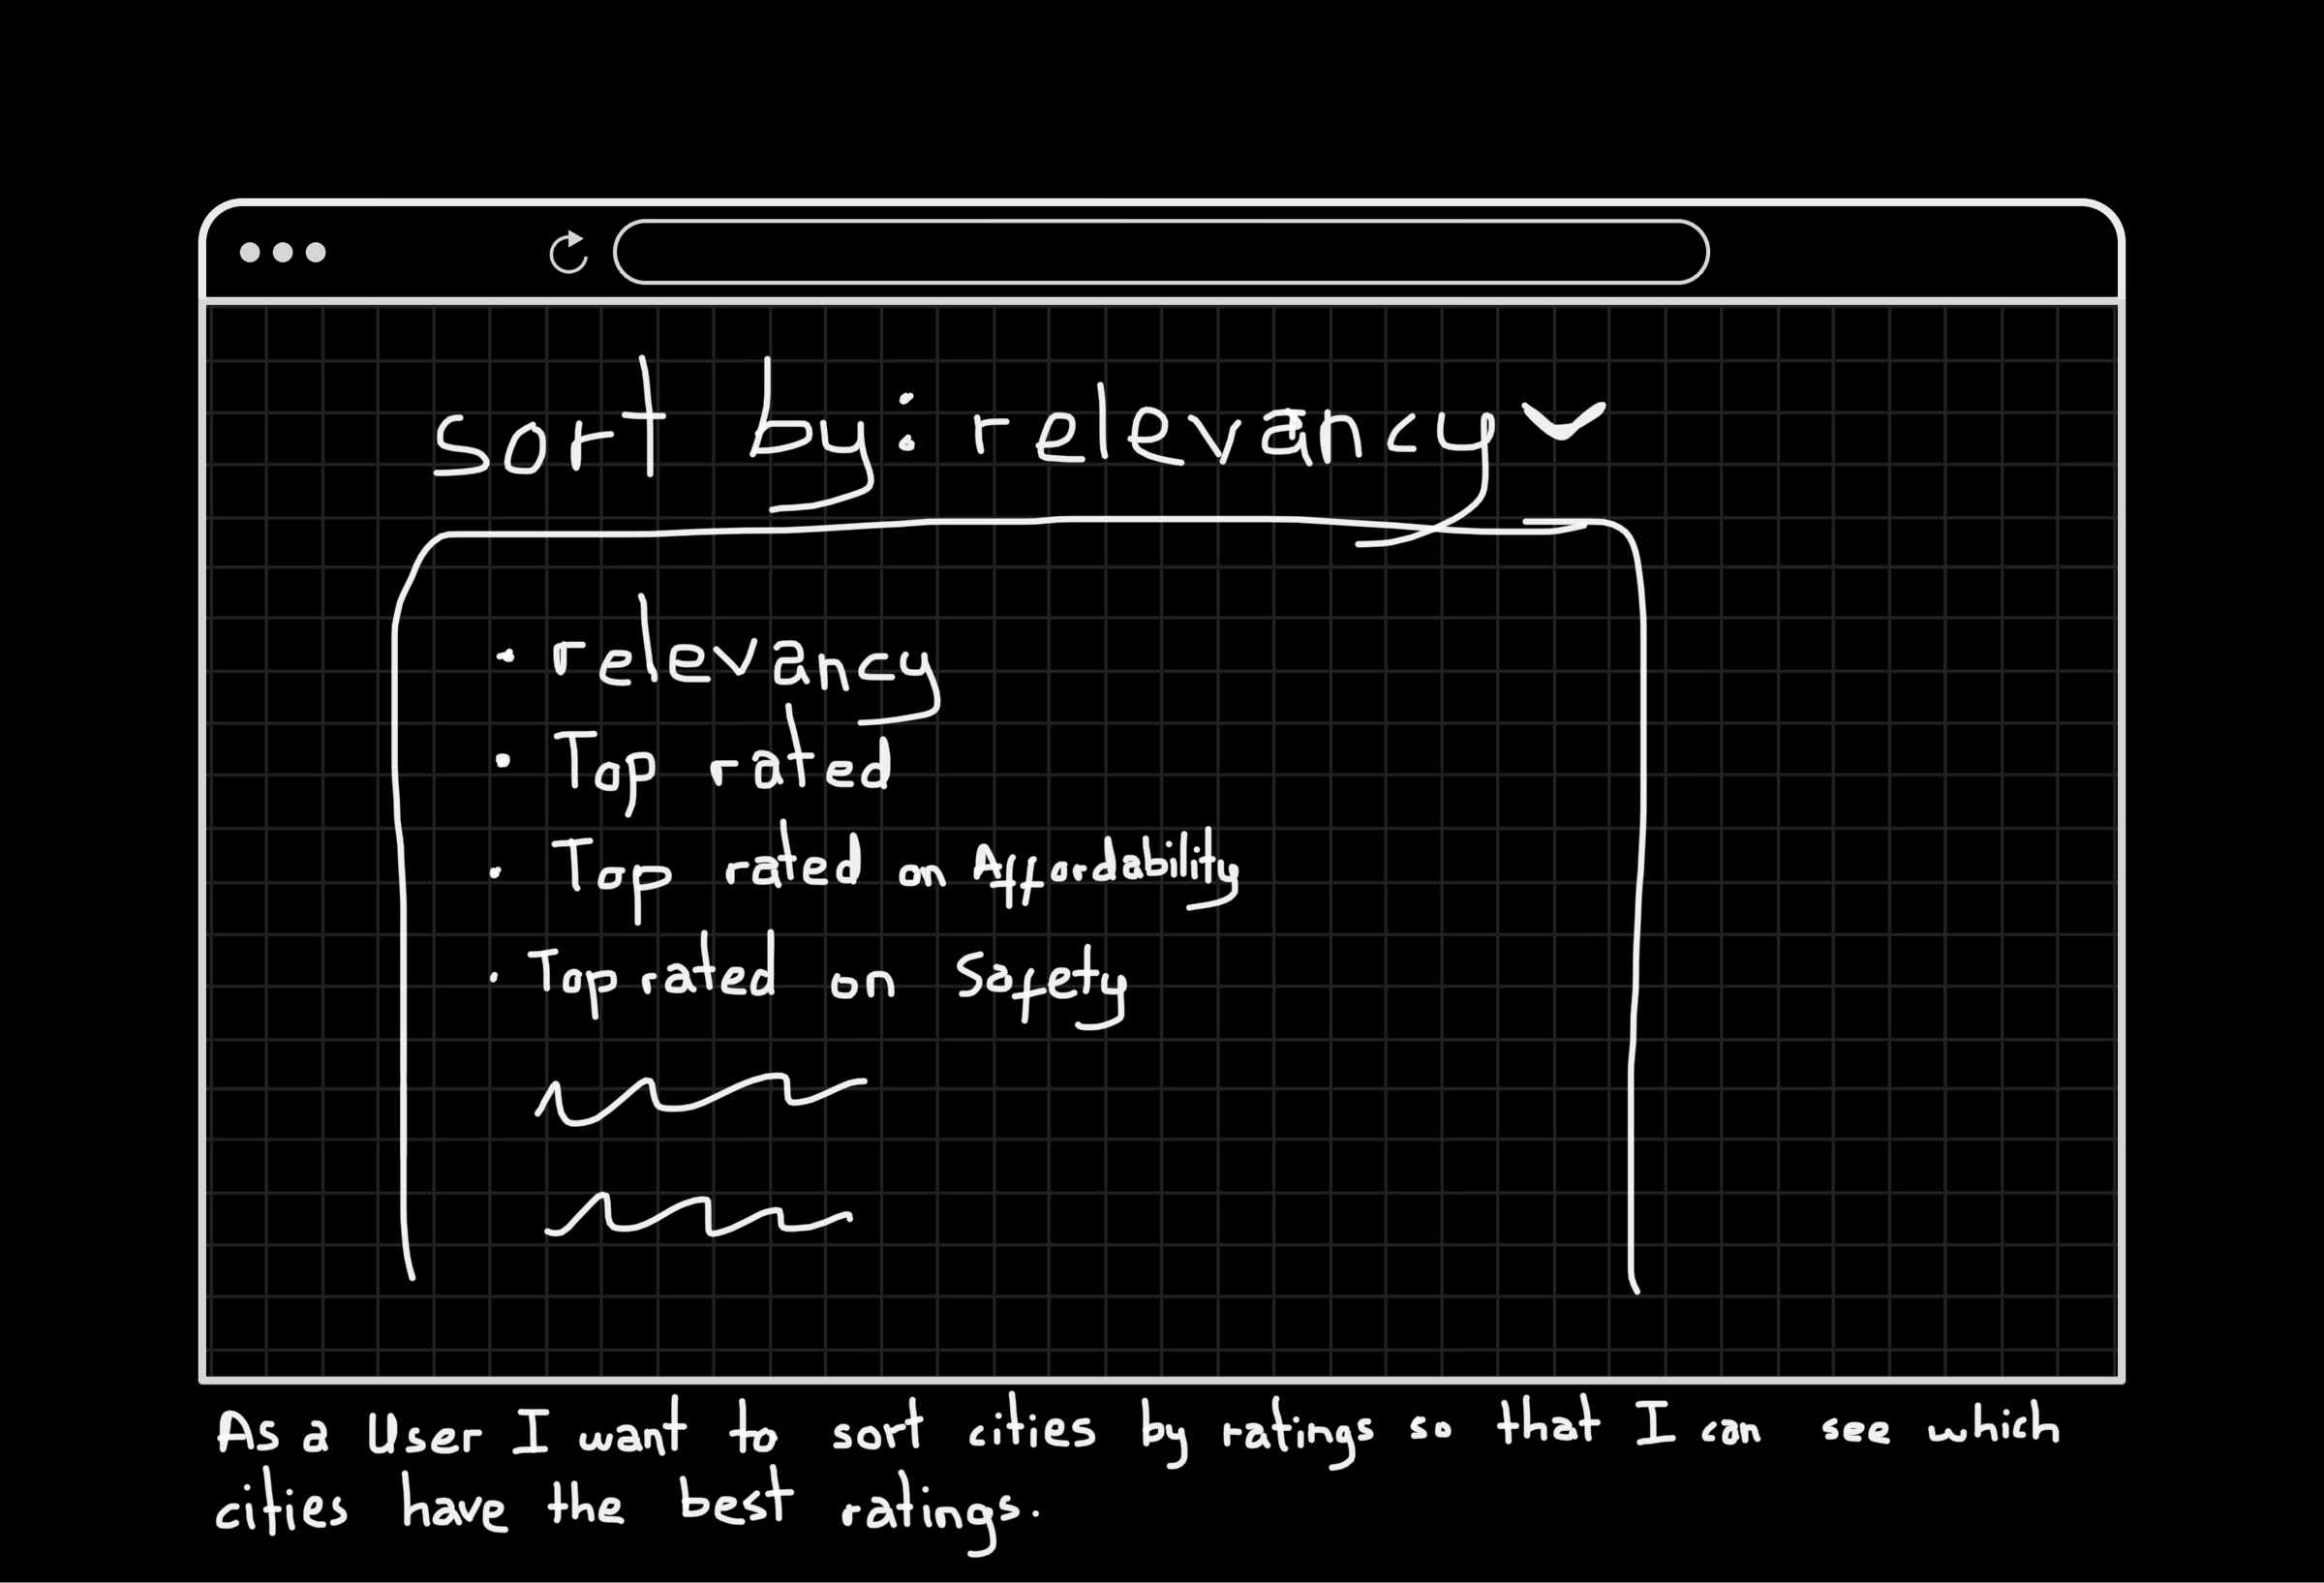 sort by: relevancy
• relevancy
• Top rated
• Top rated on Affordability
• Top rated on Safety
As a User I want to sort cities by ratings so that I can see which
cities have the best ratings.